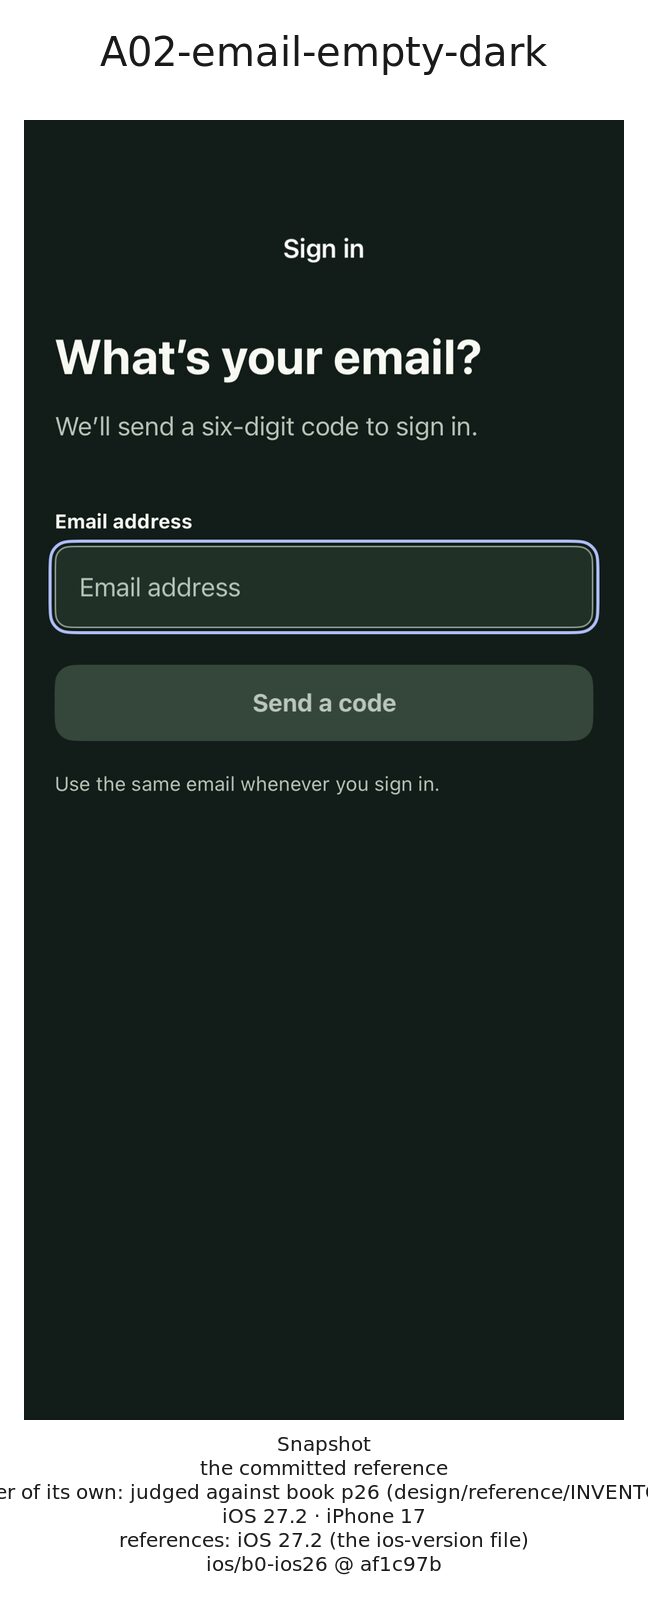 A02-email-empty-dark
Sign in
What’s your email?
We’ll send a six-digit code to sign in.
Email address
Email address
Send a code
Use the same email whenever you sign in.
Snapshot
the committed reference
of its own: judged against book p26 (design/reference/
iOS 27.2 · iPhone 17
references: iOS 27.2 (the ios-version file)
ios/b0-ios26 @ af1c97b